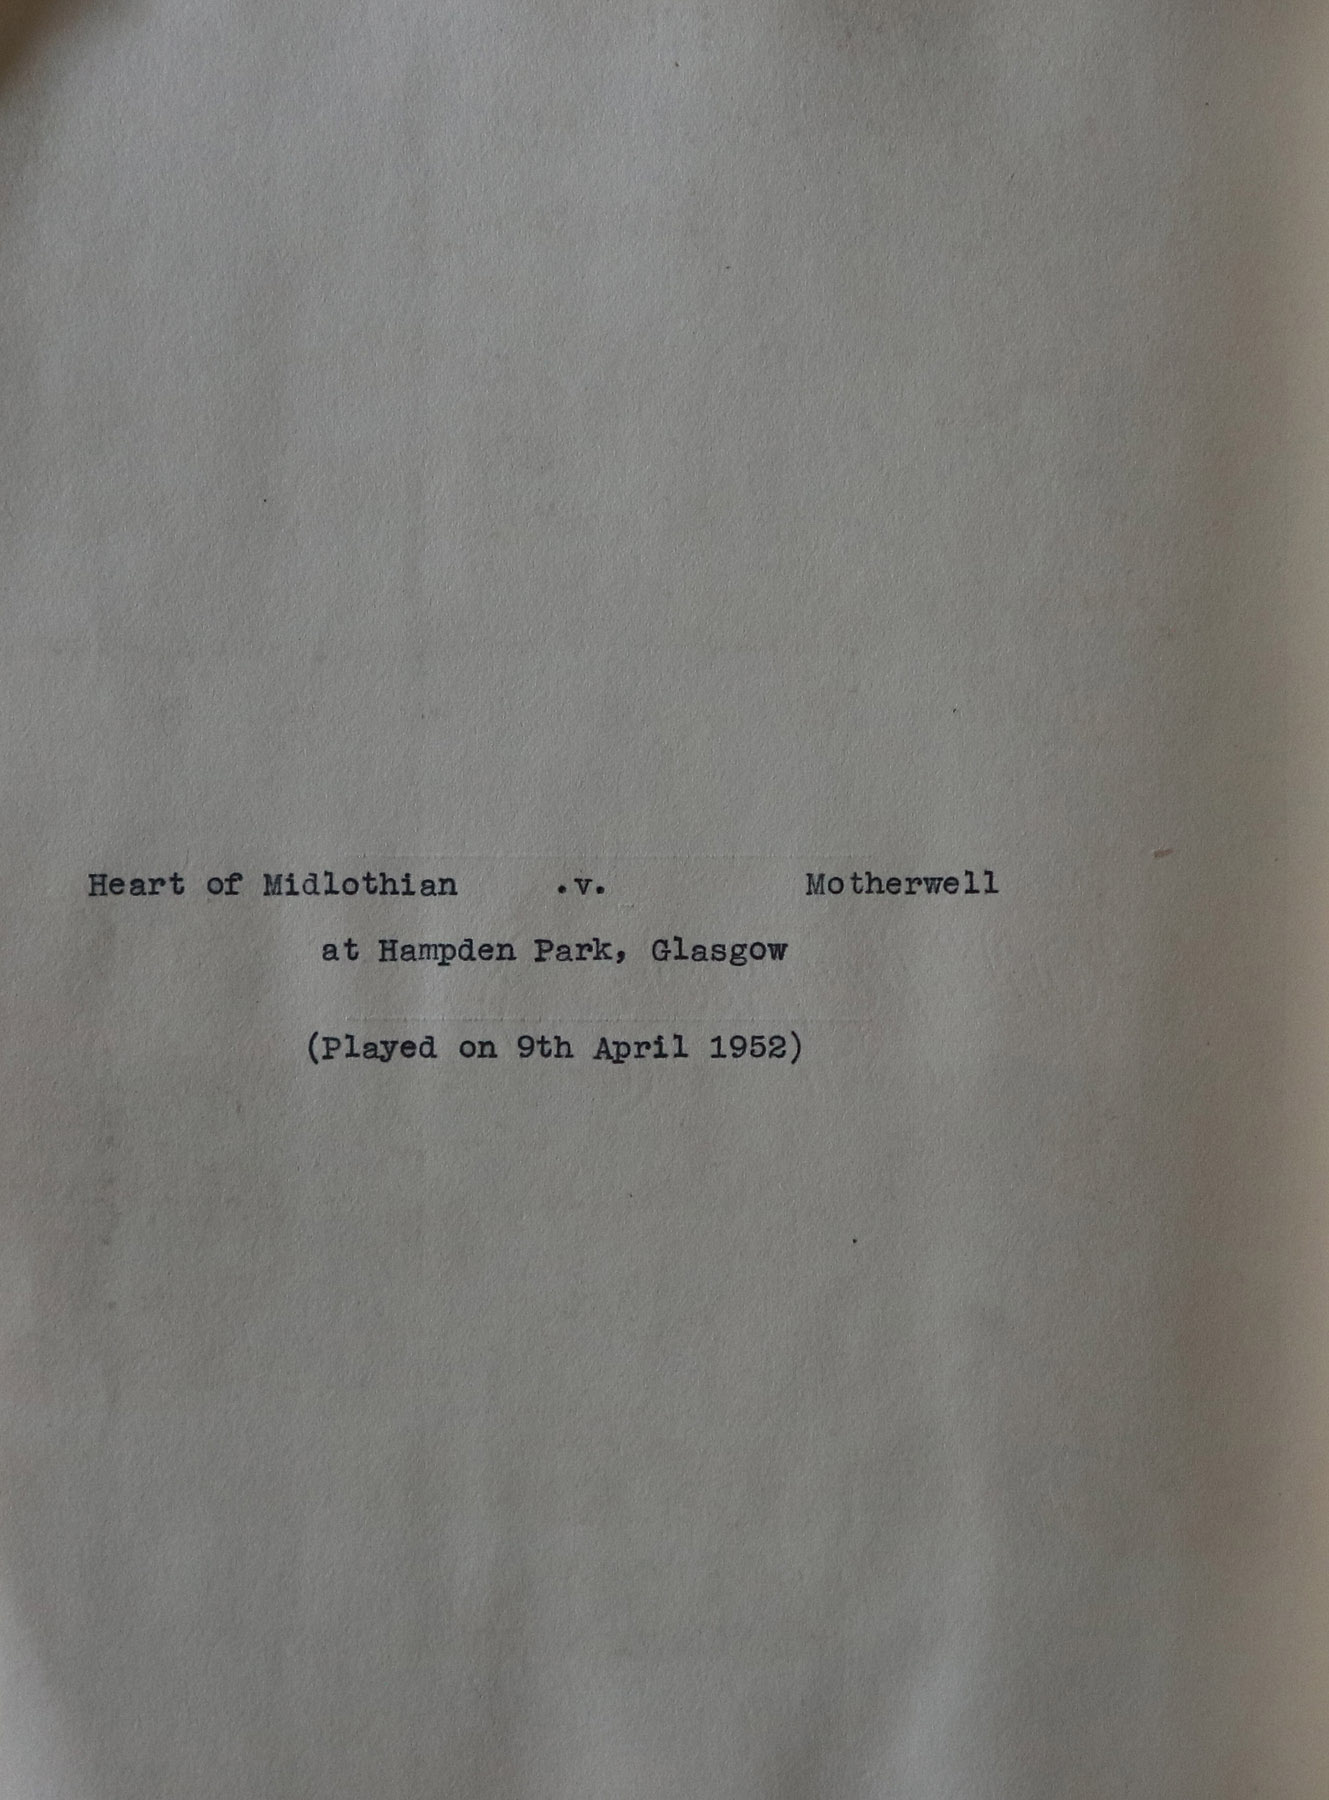 Heart of Midlothian .v. Motherwell
at Hampden Park, Glasgow
(Played on 9th April 1952)